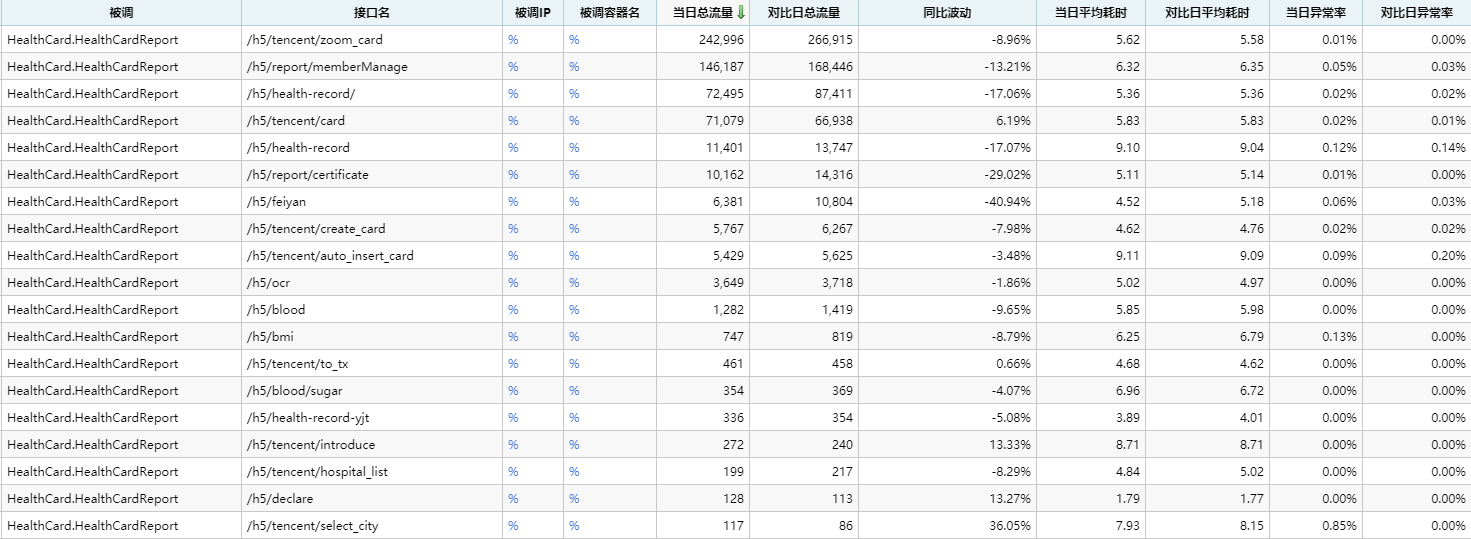 被调 接口名 被调IP 被调容器名 当日总流量 对比日总流量 同比波动 当日平均耗时 对比日平均耗时 当日异常率 对比日异常率
HealthCard.HealthCardReport /h5/tencent/zoom_card % % 242,996 266,915 -8.96% 5.62 5.58 0.01% 0.00%
HealthCard.HealthCardReport /h5/report/memberManage % % 146,187 168,446 -13.21% 6.32 6.35 0.05% 0.03%
HealthCard.HealthCardReport /h5/health-record/ % % 72,495 87,411 -17.06% 5.36 5.36 0.02% 0.02%
HealthCard.HealthCardReport /h5/tencent/card % % 71,079 66,938 6.19% 5.83 5.83 0.02% 0.01%
HealthCard.HealthCardReport /h5/health-record % % 11,401 13,747 -17.07% 9.10 9.04 0.12% 0.14%
HealthCard.HealthCardReport /h5/report/certificate % % 10,162 14,316 -29.02% 5.11 5.14 0.01% 0.00%
HealthCard.HealthCardReport /h5/feiyan % % 6,381 10,804 -40.94% 4.52 5.18 0.06% 0.03%
HealthCard.HealthCardReport /h5/tencent/create_card % % 5,767 6,267 -7.98% 4.62 4.76 0.02% 0.02%
HealthCard.HealthCardReport /h5/tencent/auto_insert_card % % 5,429 5,625 -3.48% 9.11 9.09 0.09% 0.20%
HealthCard.HealthCardReport /h5/ocr % % 3,649 3,718 -1.86% 5.02 4.97 0.00% 0.00%
HealthCard.HealthCardReport /h5/blood % % 1,282 1,419 -9.65% 5.85 5.98 0.00% 0.00%
HealthCard.HealthCardReport /h5/bmi % % 747 819 -8.79% 6.25 6.79 0.13% 0.00%
HealthCard.HealthCardReport /h5/tencent/to_tx % % 461 458 0.66% 4.68 4.62 0.00% 0.00%
HealthCard.HealthCardReport /h5/blood/sugar % % 354 369 -4.07% 6.96 6.72 0.00% 0.00%
HealthCard.HealthCardReport /h5/health-record-yjt % % 336 354 -5.08% 3.89 4.01 0.00% 0.00%
HealthCard.HealthCardReport /h5/tencent/introduce % % 272 240 13.33% 8.71 8.71 0.00% 0.00%
HealthCard.HealthCardReport /h5/tencent/hospital_list % % 199 217 -8.29% 4.84 5.02 0.00% 0.00%
HealthCard.HealthCardReport /h5/declare % % 128 113 13.27% 1.79 1.77 0.00% 0.00%
HealthCard.HealthCardReport /h5/tencent/select_city % % 117 86 36.05% 7.93 8.15 0.85% 0.00%